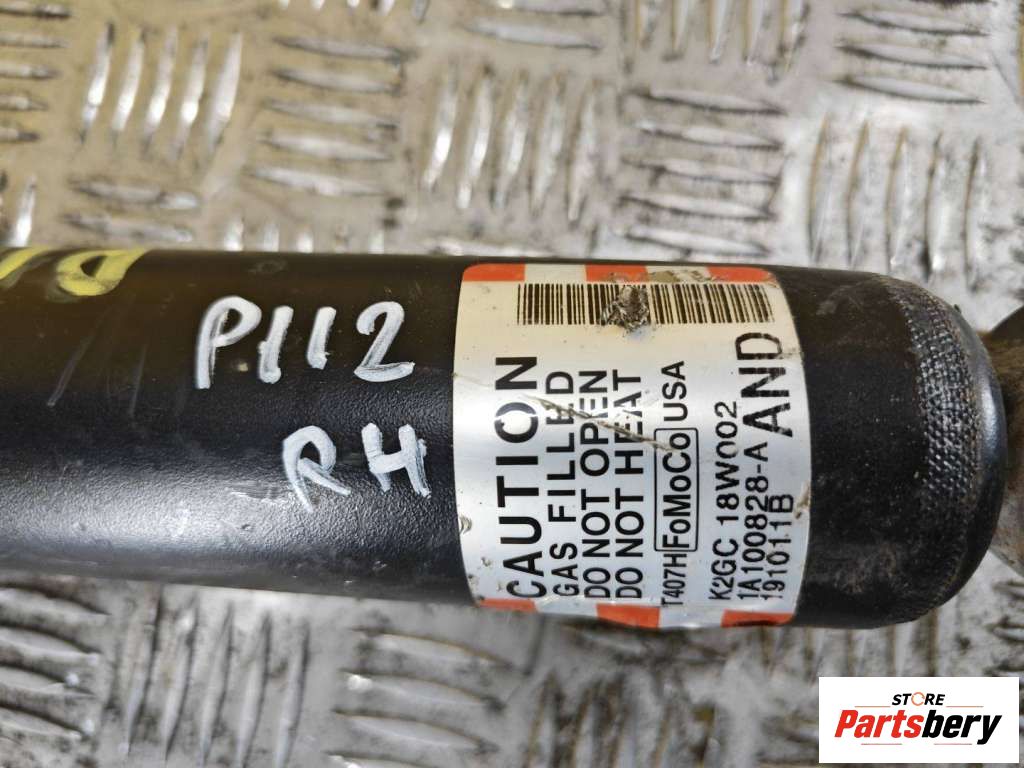 P112
RH
CAUTION
GAS FILLED
DO NOT OPEN
DO NOT HEAT
T407H FoMoCo USA
K2GC 18W002
1A100828-A AND
191011B
STORE
Partsbery